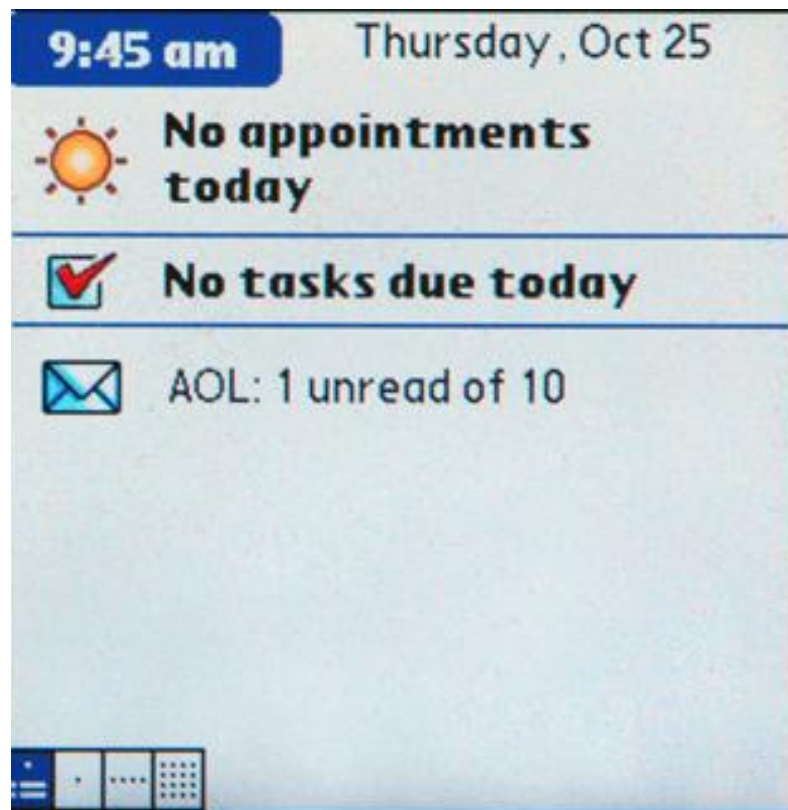 9:45 am
Thursday, Oct 25
No appointments
today
No tasks due today
AOL: 1 unread of 10